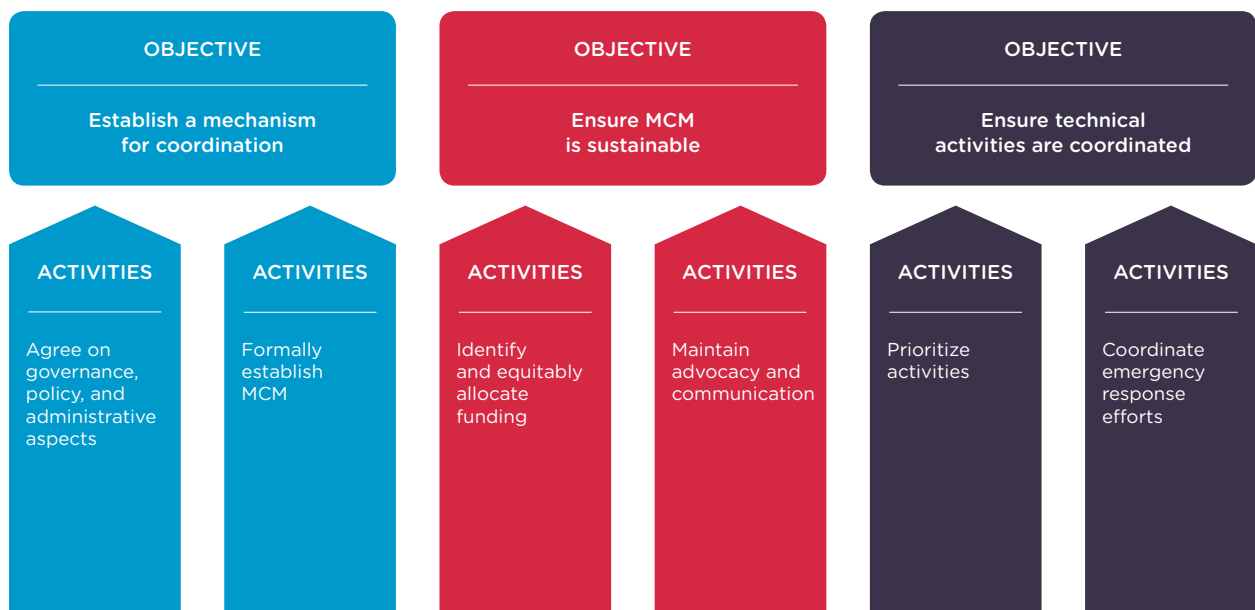 OBJECTIVE
Establish a mechanism
for coordination
OBJECTIVE
Ensure MCM
is sustainable
OBJECTIVE
Ensure technical
activities are coordinated
ACTIVITIES
Agree on
governance,
policy, and
administrative
aspects
ACTIVITIES
Formally
establish
MCM
ACTIVITIES
Identify
and equitably
allocate
funding
ACTIVITIES
Maintain
advocacy and
communication
ACTIVITIES
Prioritize
activities
ACTIVITIES
Coordinate
emergency
response
efforts